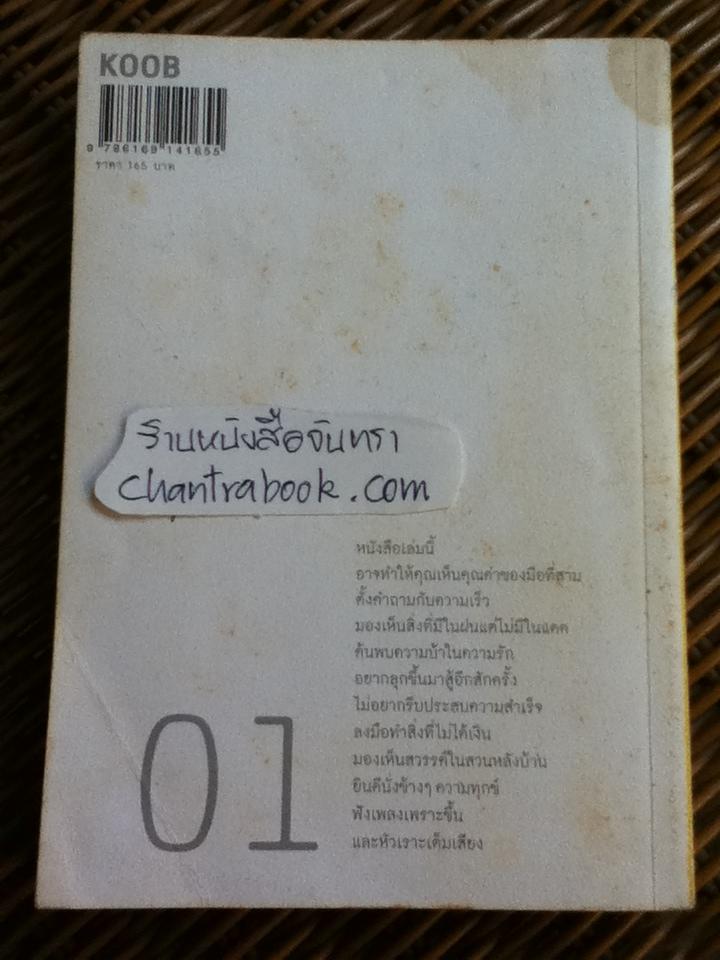 KOOB
9 786169 141655
ราคา 165 บาท
ร้านหนังสือจันทรา
chantrabook.com
หนังสือเล่มนี้
อาจทำให้คุณเห็นคุณค่าของมือที่สาม
ตั้งคำถามกับความเร็ว
มองเห็นสิ่งที่มีในฝนแต่ไม่มีในแดด
ค้นพบความบ้าในความรัก
อยากลุกขึ้นมาสู้อีกสักครั้ง
ไม่อยากรีบประสบความสำเร็จ
ลงมือทำสิ่งที่ไม่ได้เงิน
มองเห็นสวรรค์ในสวนหลังบ้าน
ยินดีนั่งข้างๆ ความทุกข์
ฟังเพลงเพราะขึ้น
และหัวเราะเต็มเสียง
01